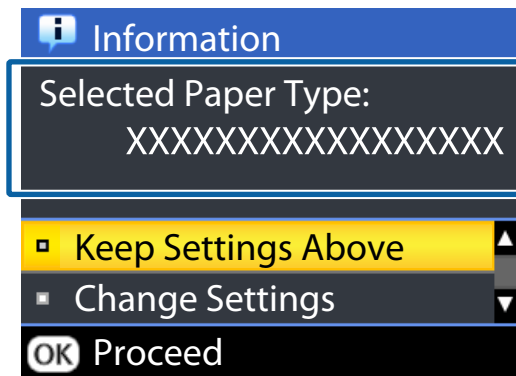 Information
Selected Paper Type:
XXXXXXXXXXXXXXXXX
Keep Settings Above
Change Settings
OK Proceed